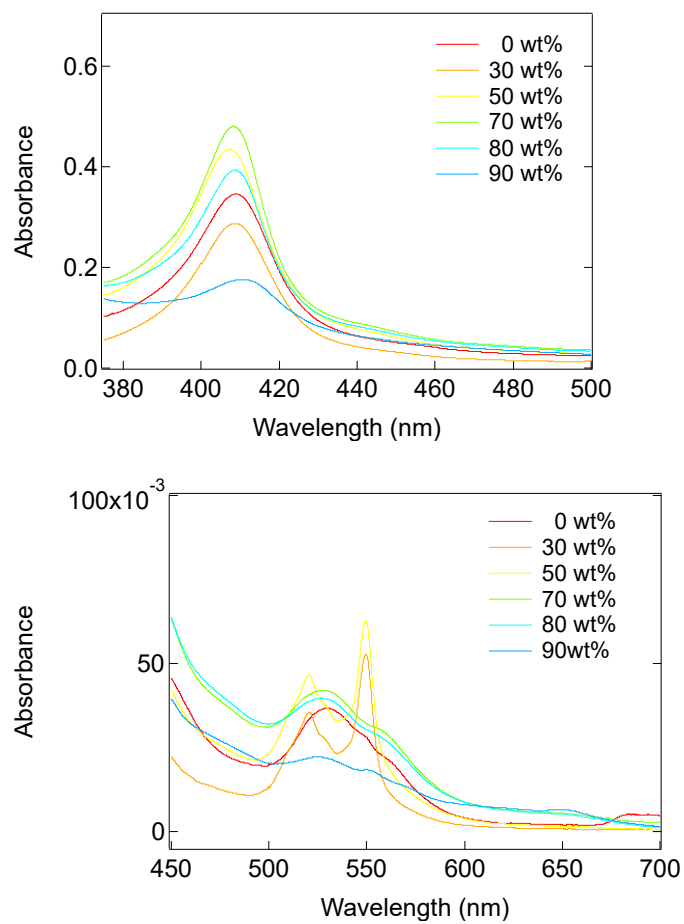 0.6
0.4
0.2
0.0
Absorbance
0 wt%
30 wt%
50 wt%
70 wt%
80 wt%
90 wt%
380 400 420 440 460 480 500
Wavelength (nm)
100x10⁻³
50
0
Absorbance
0 wt%
30 wt%
50 wt%
70 wt%
80 wt%
90wt%
450 500 550 600 650 700
Wavelength (nm)